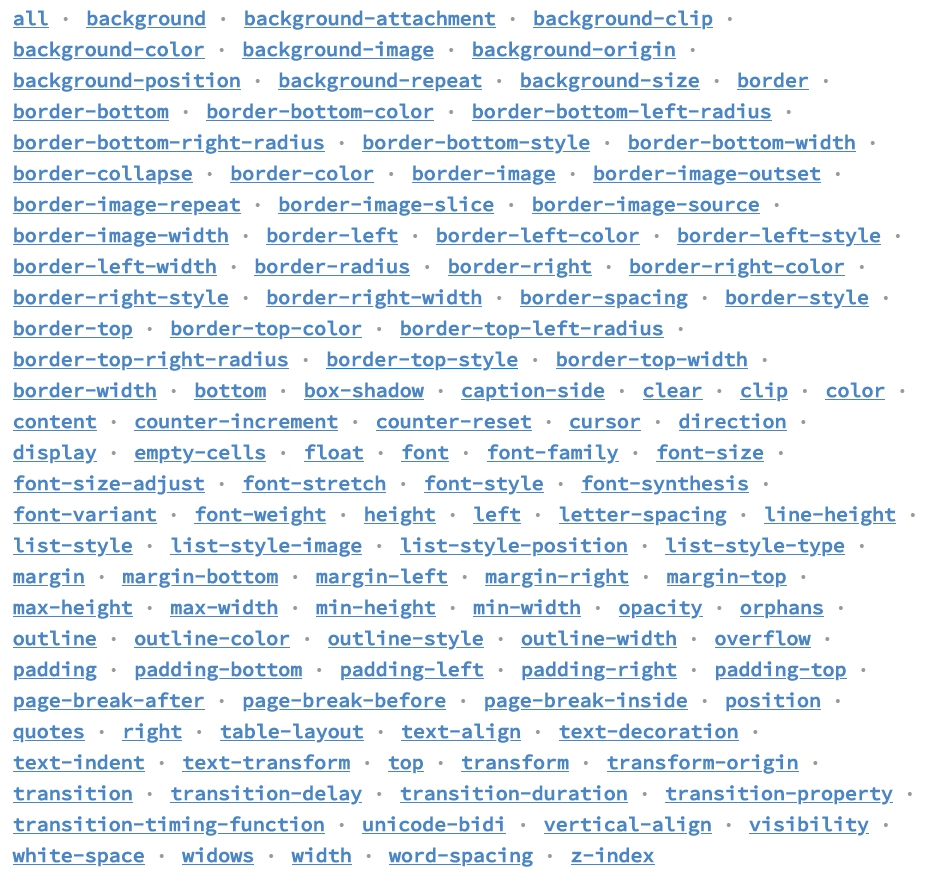 all · background · background-attachment · background-clip ·
background-color · background-image · background-origin ·
background-position · background-repeat · background-size · border ·
border-bottom · border-bottom-color · border-bottom-left-radius ·
border-bottom-right-radius · border-bottom-style · border-bottom-width ·
border-collapse · border-color · border-image · border-image-outset ·
border-image-repeat · border-image-slice · border-image-source ·
border-image-width · border-left · border-left-color · border-left-style ·
border-left-width · border-radius · border-right · border-right-color ·
border-right-style · border-right-width · border-spacing · border-style ·
border-top · border-top-color · border-top-left-radius ·
border-top-right-radius · border-top-style · border-top-width ·
border-width · bottom · box-shadow · caption-side · clear · clip · color ·
content · counter-increment · counter-reset · cursor · direction ·
display · empty-cells · float · font · font-family · font-size ·
font-size-adjust · font-stretch · font-style · font-synthesis ·
font-variant · font-weight · height · left · letter-spacing · line-height ·
list-style · list-style-image · list-style-position · list-style-type ·
margin · margin-bottom · margin-left · margin-right · margin-top ·
max-height · max-width · min-height · min-width · opacity · orphans ·
outline · outline-color · outline-style · outline-width · overflow ·
padding · padding-bottom · padding-left · padding-right · padding-top ·
page-break-after · page-break-before · page-break-inside · position ·
quotes · right · table-layout · text-align · text-decoration ·
text-indent · text-transform · top · transform · transform-origin ·
transition · transition-delay · transition-duration · transition-property ·
transition-timing-function · unicode-bidi · vertical-align · visibility ·
white-space · widows · width · word-spacing · z-index